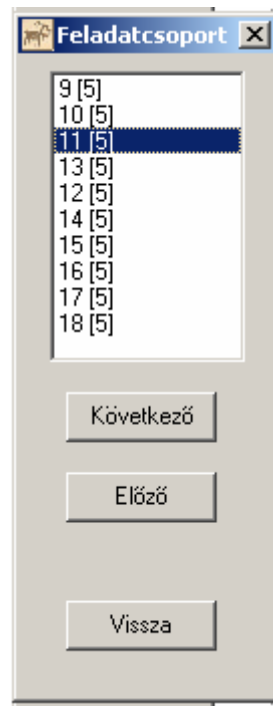 Feladatcsoport
9 [5]
10 [5]
11 [5]
13 [5]
12 [5]
14 [5]
15 [5]
16 [5]
17 [5]
18 [5]
Következő
Előző
Vissza